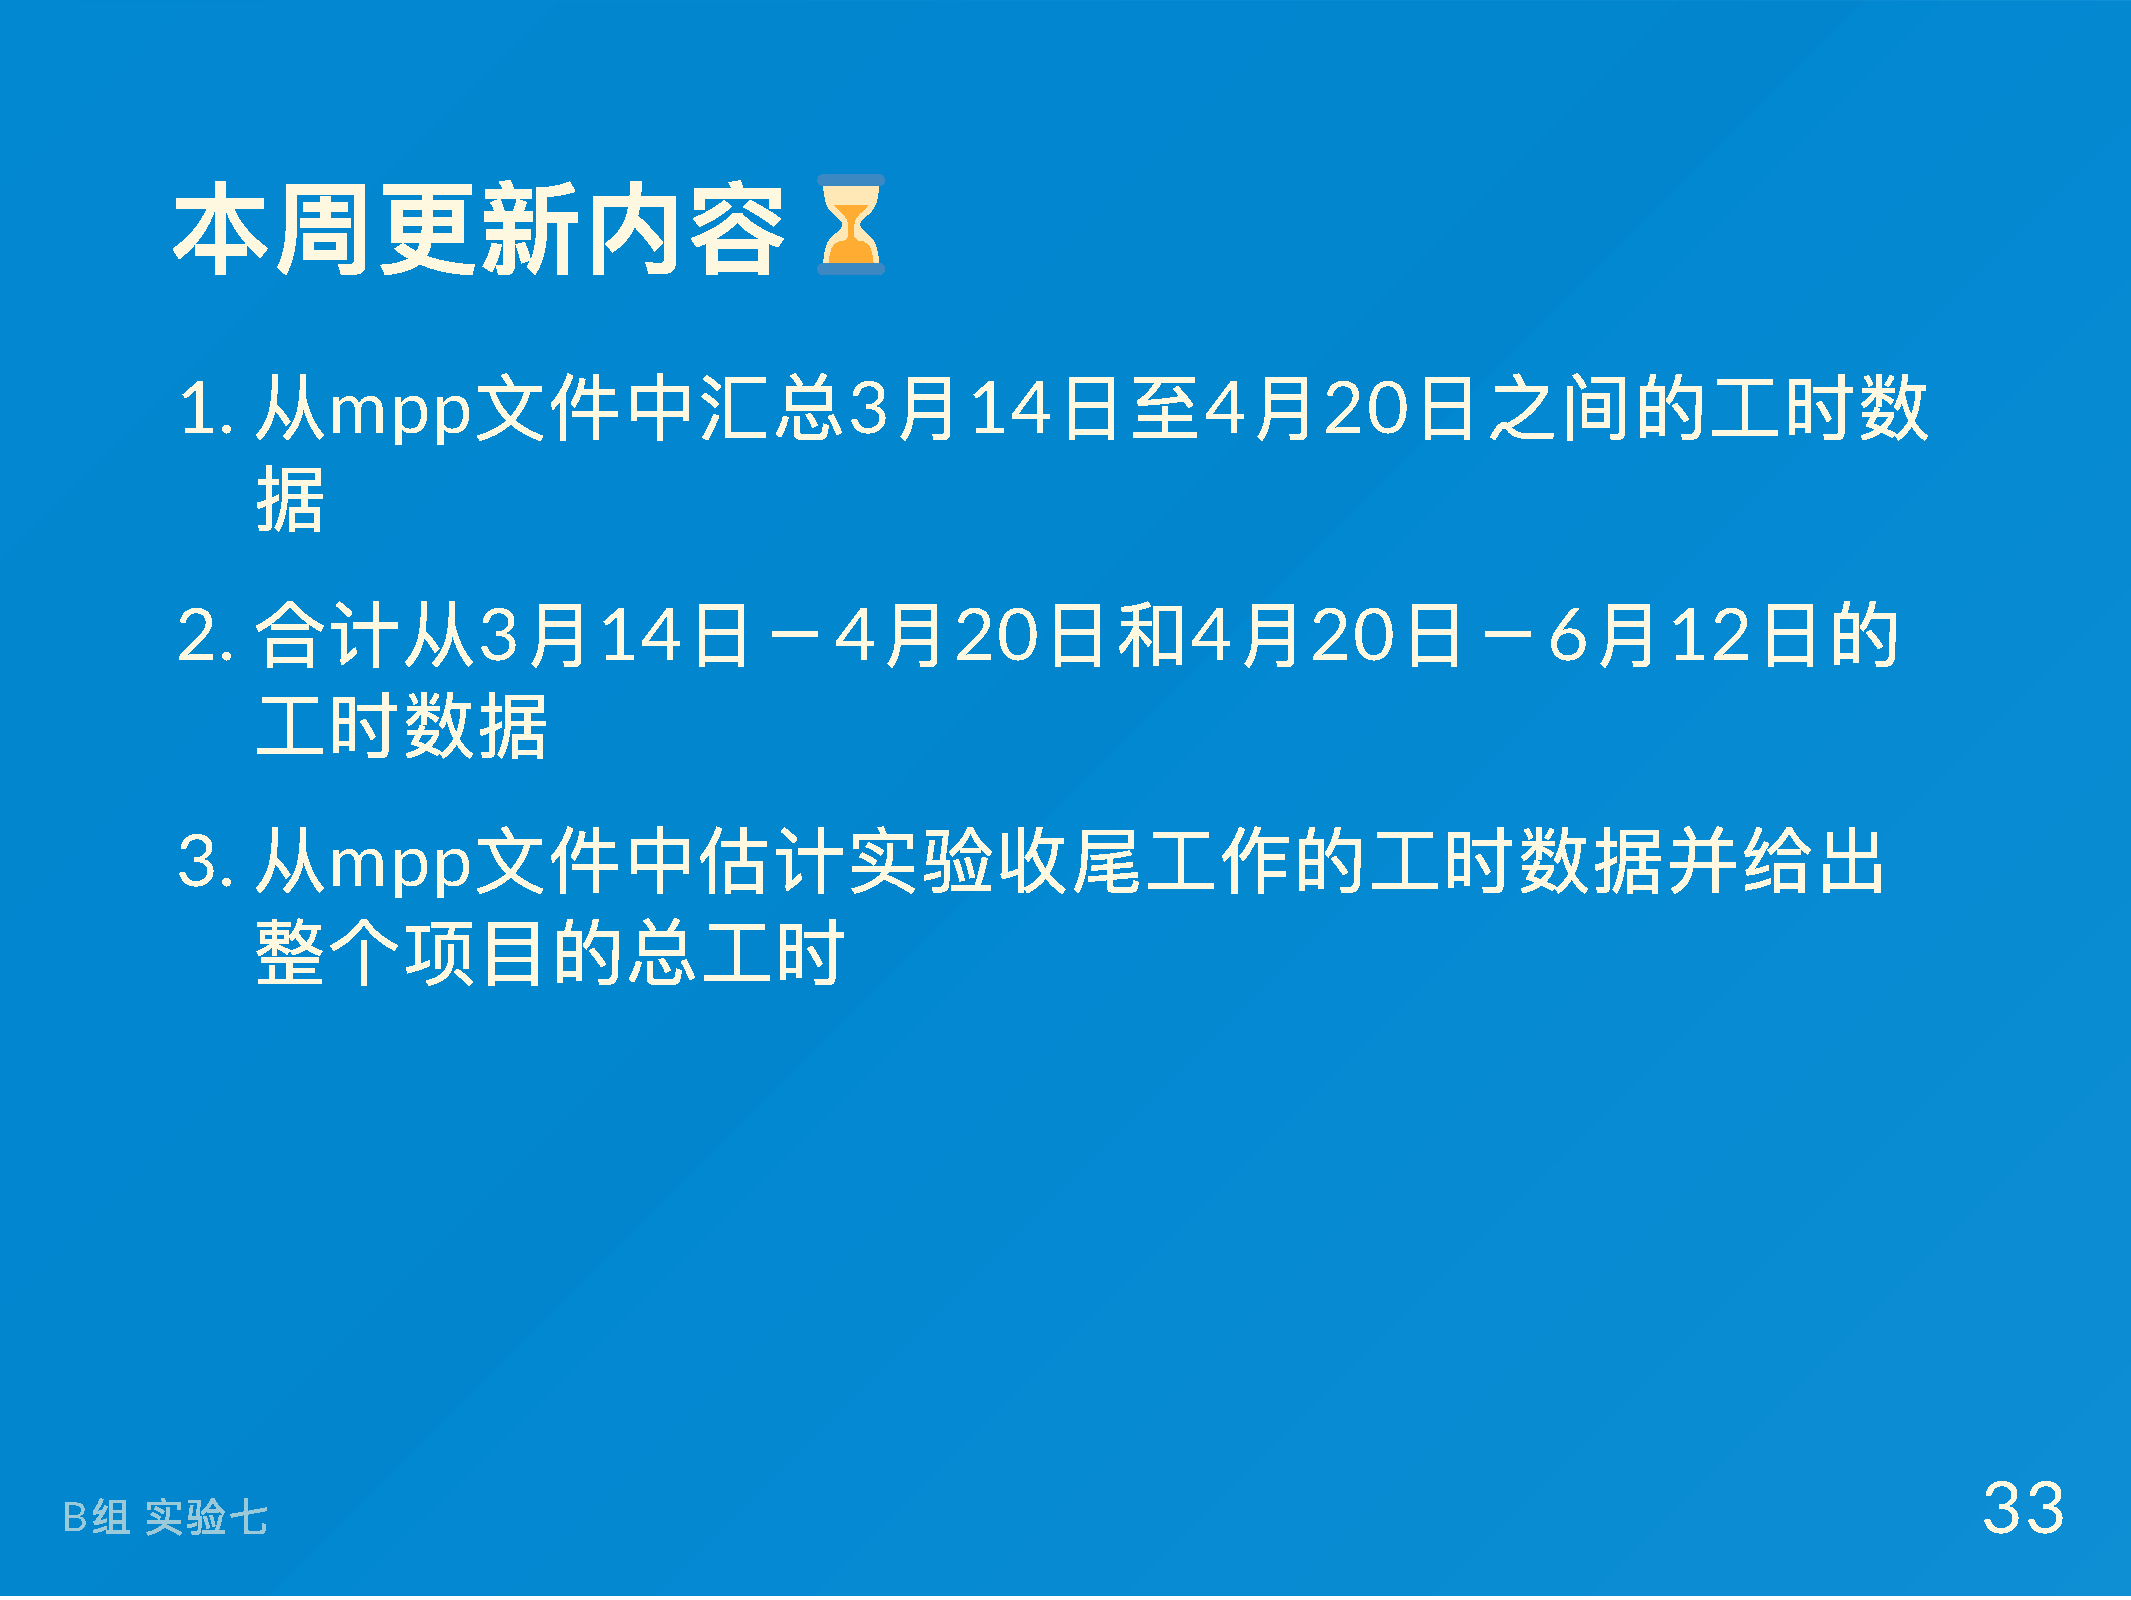 本周更新内容⏳
1. 从mpp文件中汇总3月14日至4月20日之间的工时数
据
2. 合计从3月14日－4月20日和4月20日－6月12日的
工时数据
3. 从mpp文件中估计实验收尾工作的工时数据并给出
整个项目的总工时
B组 实验七
33